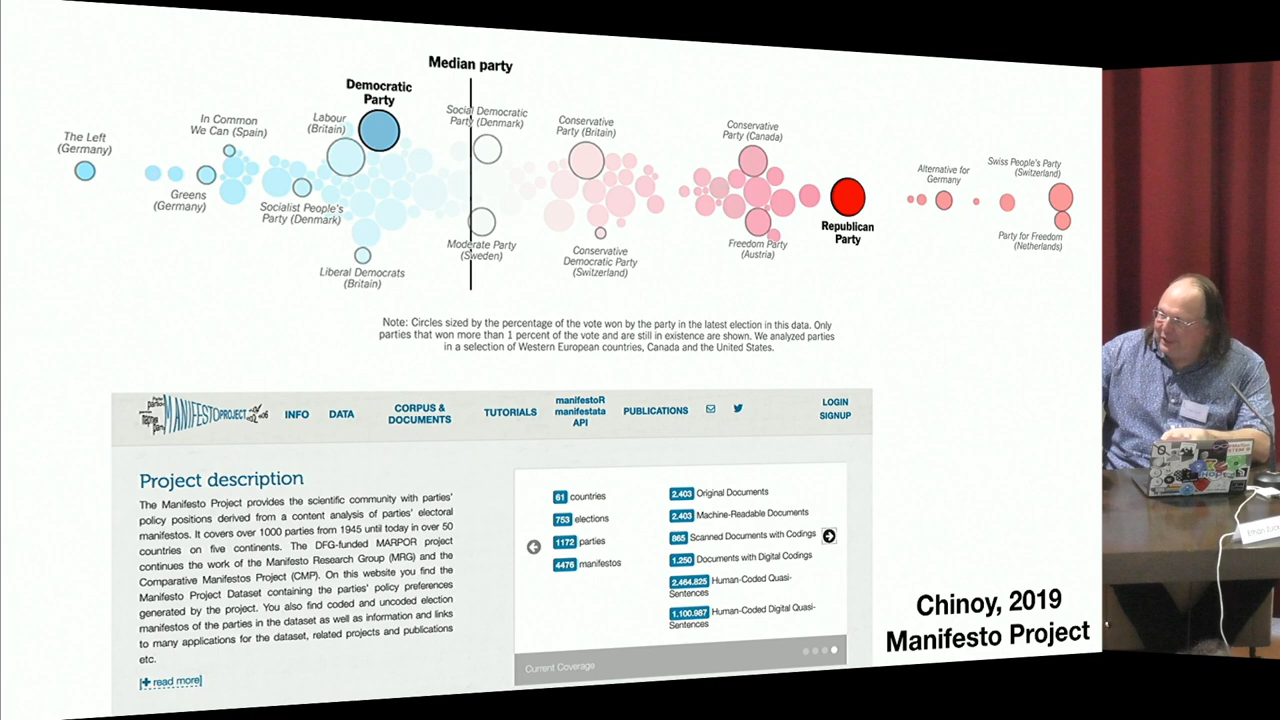 Median party
Democratic
Party
Social Democratic
Party (Denmark)
Labour
(Britain)
In Common
We Can (Spain)
The Left
(Germany)
Conservative
Party (Britain)
Conservative
Party (Canada)
Alternative for
Germany
Swiss People's Party
(Switzerland)
Greens
(Germany)
Socialist People's
Party (Denmark)
Liberal Democrats
(Britain)
Moderate Party
(Sweden)
Conservative
Democratic Party
(Switzerland)
Freedom Party
(Austria)
Republican
Party
Party for Freedom
(Netherlands)
Note: Circles sized by the percentage of the vote won by the party in the latest election in this data. Only
parties that won more than 1 percent of the vote and are still in existence are shown. We analyzed parties
in a selection of Western European countries, Canada and the United States.
MANIFESTOPROJECT
INFO
DATA
CORPUS &
DOCUMENTS
TUTORIALS
manifestoR
manifestata
API
PUBLICATIONS
LOGIN
SIGNUP
Project description
The Manifesto Project provides the scientific community with parties'
policy positions derived from a content analysis of parties' electoral
manifestos. It covers over 1000 parties from 1945 until today in over 50
countries on five continents. The DFG-funded MARPOR project
continues the work of the Manifesto Research Group (MRG) and the
Comparative Manifestos Project (CMP). On this website you find the
Manifesto Project Dataset containing the parties' policy preferences
generated by the project. You also find coded and uncoded election
manifestos of the parties in the dataset as well as information and links
to many applications for the dataset, related projects and publications
etc.
[+ read more]
61 countries
753 elections
1172 parties
4476 manifestos
2.403 Original Documents
2.403 Machine-Readable Documents
865 Scanned Documents with Codings
1.250 Documents with Digital Codings
2.464.825 Human-Coded Quasi-
Sentences
1.100.987 Human-Coded Digital Quasi-
Sentences
Current Coverage
Chinoy, 2019
Manifesto Project
Ethan Zuck